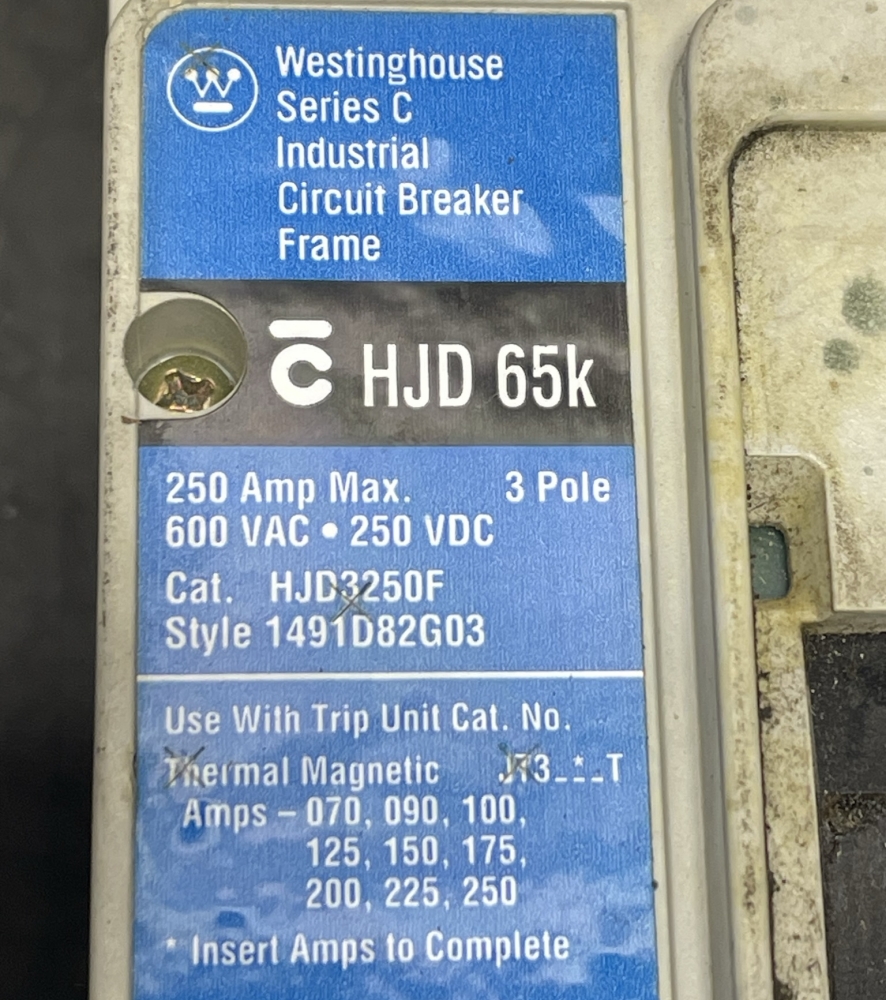 Westinghouse
Series C
Industrial
Circuit Breaker
Frame
C HJD 65k
250 Amp Max. 3 Pole
600 VAC • 250 VDC
Cat. HJD3250F
Style 1491D82G03
Use With Trip Unit Cat. No.
Thermal Magnetic
Amps – 070, 090, 100,
125, 150, 175,
200, 225, 250
* Insert Amps to Complete